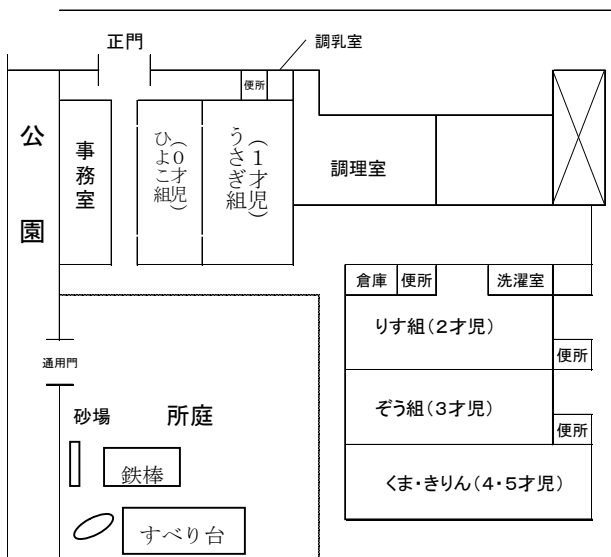 正門
調乳室
便所
公園
事務室
ひよこ組
(0才児)
うさぎ組
(1才児)
調理室
倉庫
便所
洗濯室
りす組(2才児)
便所
通用門
ぞう組(3才児)
砂場
所庭
便所
鉄棒
くま・きりん(4・5才児)
すべり台